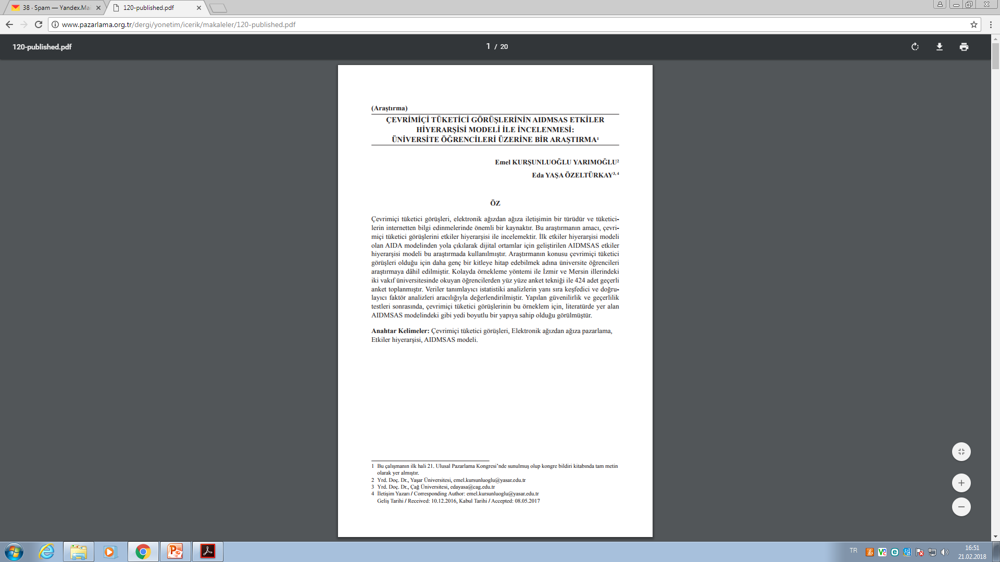 38 · Spam — Yandex.Ma
120-published.pdf
www.pazarlama.org.tr/dergi/yonetim/icerik/makaleler/120-published.pdf
120-published.pdf
1 / 20
(Araştırma)
ÇEVRİMİÇİ TÜKETİCİ GÖRÜŞLERİNİN AIDMSAS ETKİLER
HİYERARŞİSİ MODELİ İLE İNCELENMESİ:
ÜNİVERSİTE ÖĞRENCİLERİ ÜZERİNE BİR ARAŞTIRMA¹
Emel KURŞUNLUOĞLU YARIMOĞLU²
Eda YAŞA ÖZELTÜRKAY³, ⁴
ÖZ
Çevrimiçi tüketici görüşleri, elektronik ağızdan ağıza iletişimin bir türüdür ve tüketici-
lerin internetten bilgi edinmelerinde önemli bir kaynaktır. Bu araştırmanın amacı, çevri-
miçi tüketici görüşlerini etkiler hiyerarşisi ile incelemektir. İlk etkiler hiyerarşisi modeli
olan AIDA modelinden yola çıkılarak dijital ortamlar için geliştirilen AIDMSAS etkiler
hiyerarşisi modeli bu araştırmada kullanılmıştır. Araştırmanın konusu çevrimiçi tüketici
görüşleri olduğu için daha genç bir kitleye hitap edebilmek adına üniversite öğrencileri
araştırmaya dâhil edilmiştir. Kolayda örnekleme yöntemi ile İzmir ve Mersin illerindeki
iki vakıf üniversitesinde okuyan öğrencilerden yüz yüze anket tekniği ile 424 adet geçerli
anket toplanmıştır. Veriler tanımlayıcı istatistiki analizlerin yanı sıra keşfedici ve doğru-
layıcı faktör analizleri aracılığıyla değerlendirilmiştir. Yapılan güvenilirlik ve geçerlilik
testleri sonrasında, çevrimiçi tüketici görüşlerinin bu örneklem için, literatürde yer alan
AIDMSAS modelindeki gibi yedi boyutlu bir yapıya sahip olduğu görülmüştür.
Anahtar Kelimeler: Çevrimiçi tüketici görüşleri, Elektronik ağızdan ağıza pazarlama,
Etkiler hiyerarşisi, AIDMSAS modeli.
1 Bu çalışmanın ilk hali 21. Ulusal Pazarlama Kongresi’nde sunulmuş olup kongre bildiri kitabında tam metin
olarak yer almıştır.
2 Yrd. Doç. Dr., Yaşar Üniversitesi, emel.kursunluoglu@yasar.edu.tr
3 Yrd. Doç. Dr., Çağ Üniversitesi, edayasa@cag.edu.tr
4 İletişim Yazarı / Corresponding Author: emel.kursunluoglu@yasar.edu.tr
Geliş Tarihi / Received: 10.12.2016, Kabul Tarihi / Accepted: 08.05.2017
TR
16:51
21.02.2018